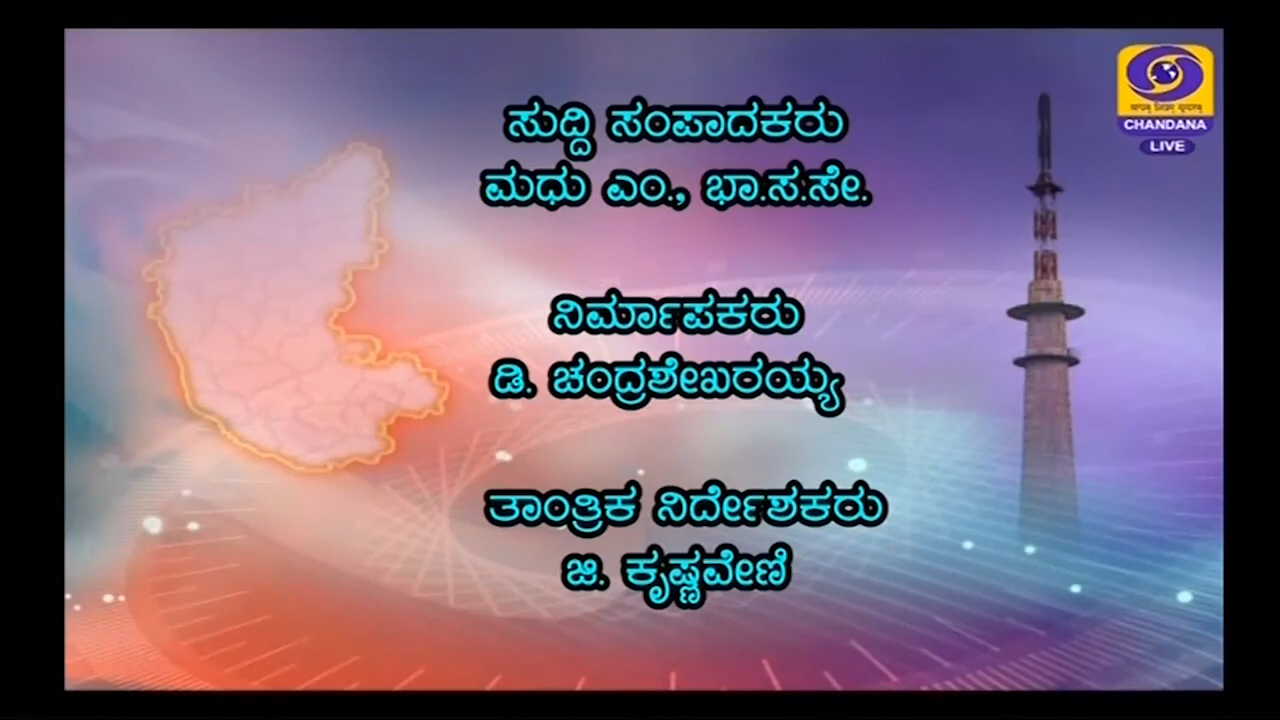 ಸುದ್ದಿ ಸಂಪಾದಕರು
ಮಧು ಎಂ., ಭಾ.ಸ.ಸೇ.
ನಿರ್ಮಾಪಕರು
ಡಿ. ಚಂದ್ರಶೇಖರಯ್ಯ
ತಾಂತ್ರಿಕ ನಿರ್ದೇಶಕರು
ಜಿ. ಕೃಷ್ಣವೇಣಿ
CHANDANA
LIVE